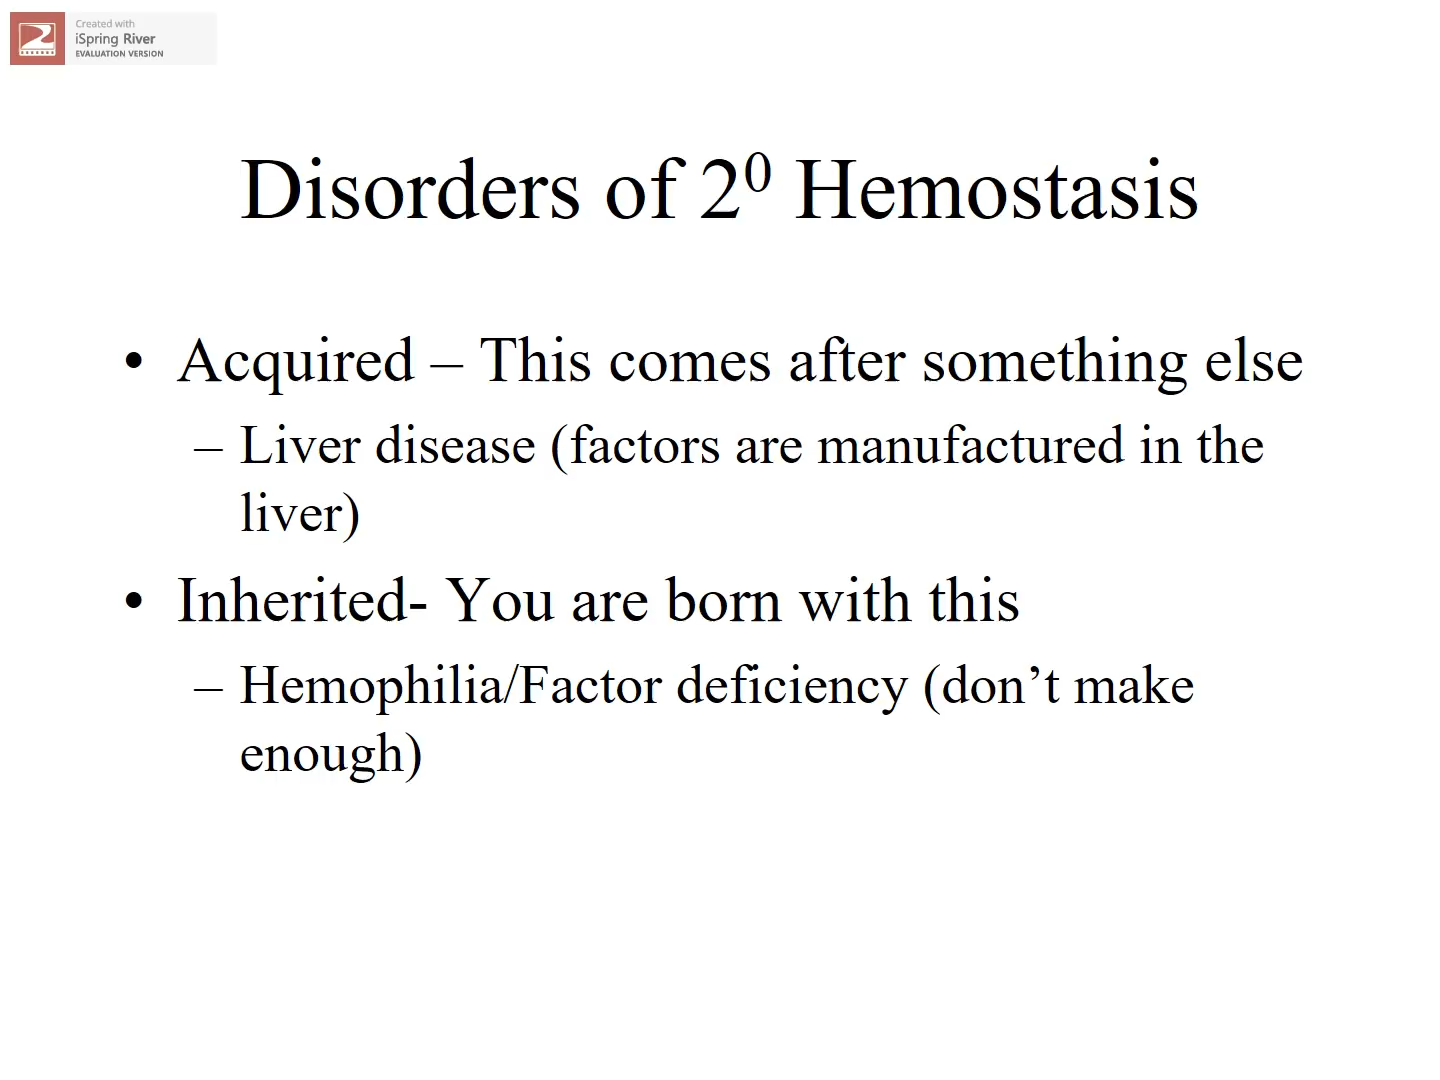 Created with
iSpring River
EVALUATION VERSION
Disorders of 2⁰ Hemostasis
• Acquired – This comes after something else
– Liver disease (factors are manufactured in the
liver)
• Inherited- You are born with this
– Hemophilia/Factor deficiency (don’t make
enough)